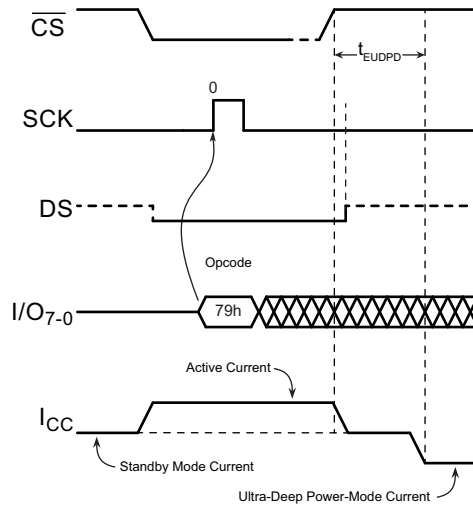 CS
tEUDPD
0
SCK
DS
Opcode
I/O7-0
79h
Active Current
ICC
Standby Mode Current
Ultra-Deep Power-Mode Current